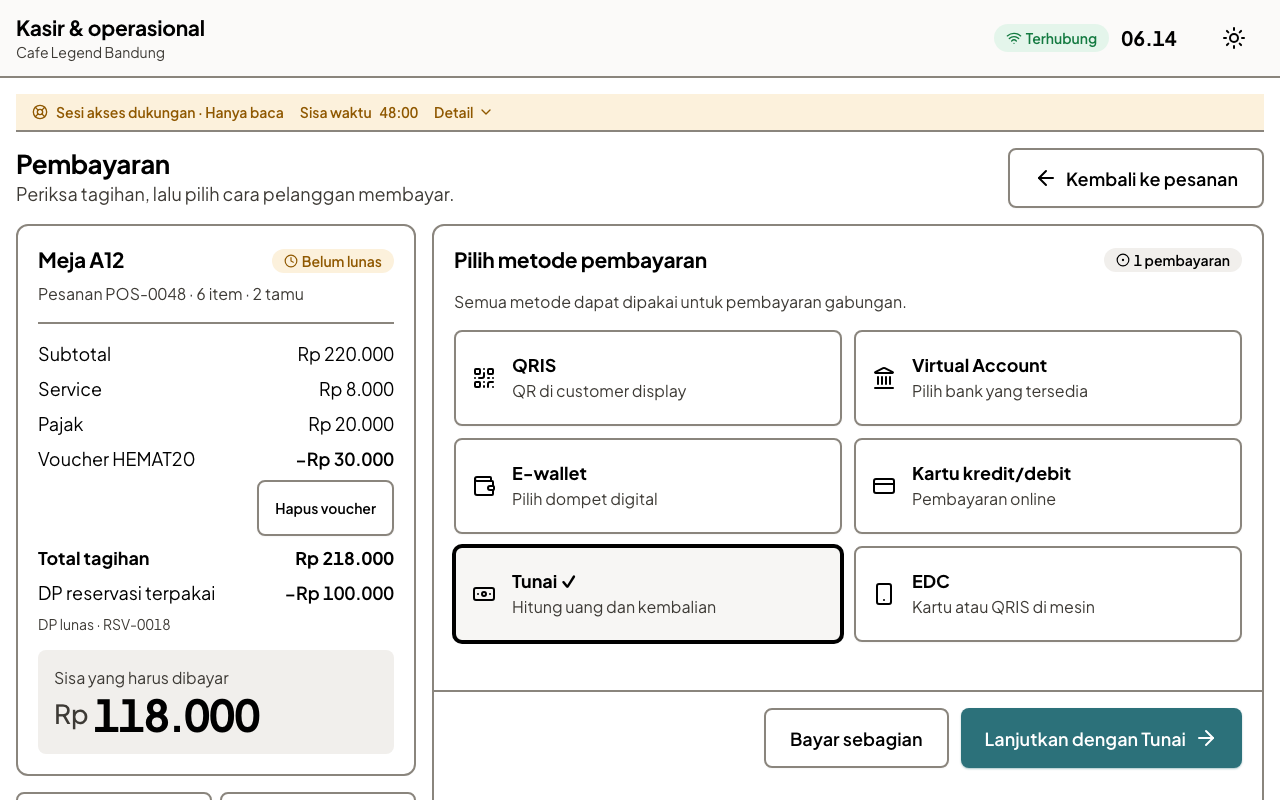 Kasir & operasional
Cafe Legend Bandung
Terhubung
06.14
Sesi akses dukungan · Hanya baca
Sisa waktu 48:00
Detail
Pembayaran
Periksa tagihan, lalu pilih cara pelanggan membayar.
Kembali ke pesanan
Meja A12
Belum lunas
Pesanan POS-0048 · 6 item · 2 tamu
Subtotal Rp 220.000
Service Rp 8.000
Pajak Rp 20.000
Voucher HEMAT20 −Rp 30.000
Hapus voucher
Total tagihan Rp 218.000
DP reservasi terpakai −Rp 100.000
DP lunas · RSV-0018
Sisa yang harus dibayar
Rp 118.000
Pilih metode pembayaran
1 pembayaran
Semua metode dapat dipakai untuk pembayaran gabungan.
QRIS
QR di customer display
Virtual Account
Pilih bank yang tersedia
E-wallet
Pilih dompet digital
Kartu kredit/debit
Pembayaran online
Tunai ✓
Hitung uang dan kembalian
EDC
Kartu atau QRIS di mesin
Bayar sebagian
Lanjutkan dengan Tunai